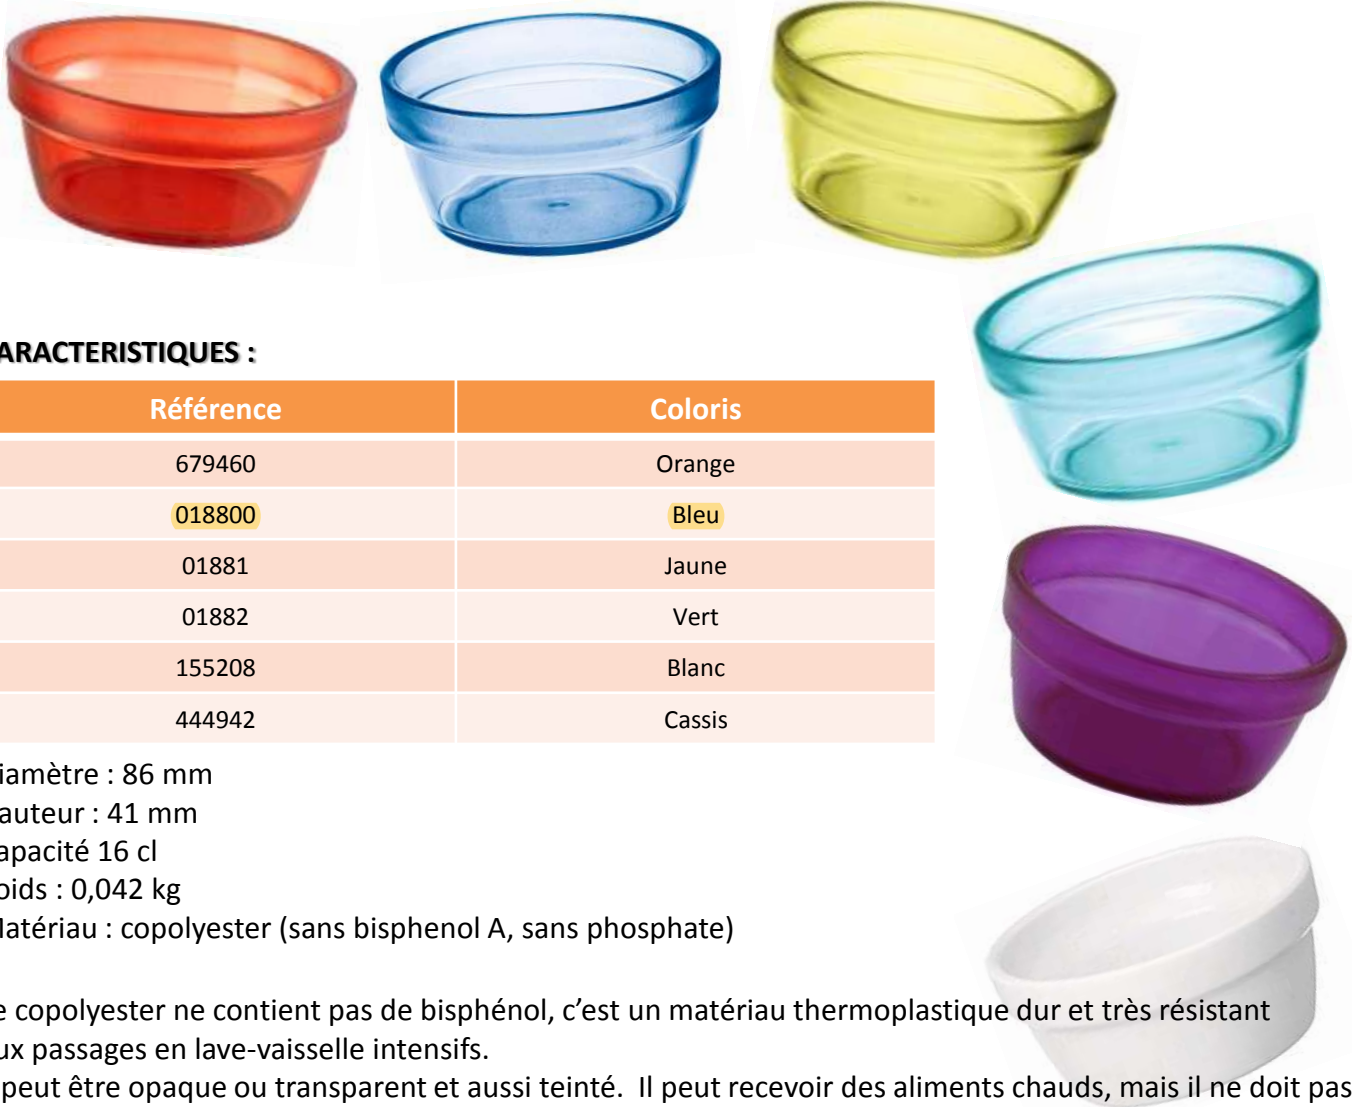 ARACTERISTIQUES :
Référence Coloris
679460 Orange
018800 Bleu
01881 Jaune
01882 Vert
155208 Blanc
444942 Cassis
iamètre : 86 mm
auteur : 41 mm
apacité 16 cl
oids : 0,042 kg
Matériau : copolyester (sans bisphenol A, sans phosphate)
e copolyester ne contient pas de bisphénol, c’est un matériau thermoplastique dur et très résistant
ux passages en lave-vaisselle intensifs.
peut être opaque ou transparent et aussi teinté. Il peut recevoir des aliments chauds, mais il ne doit pas